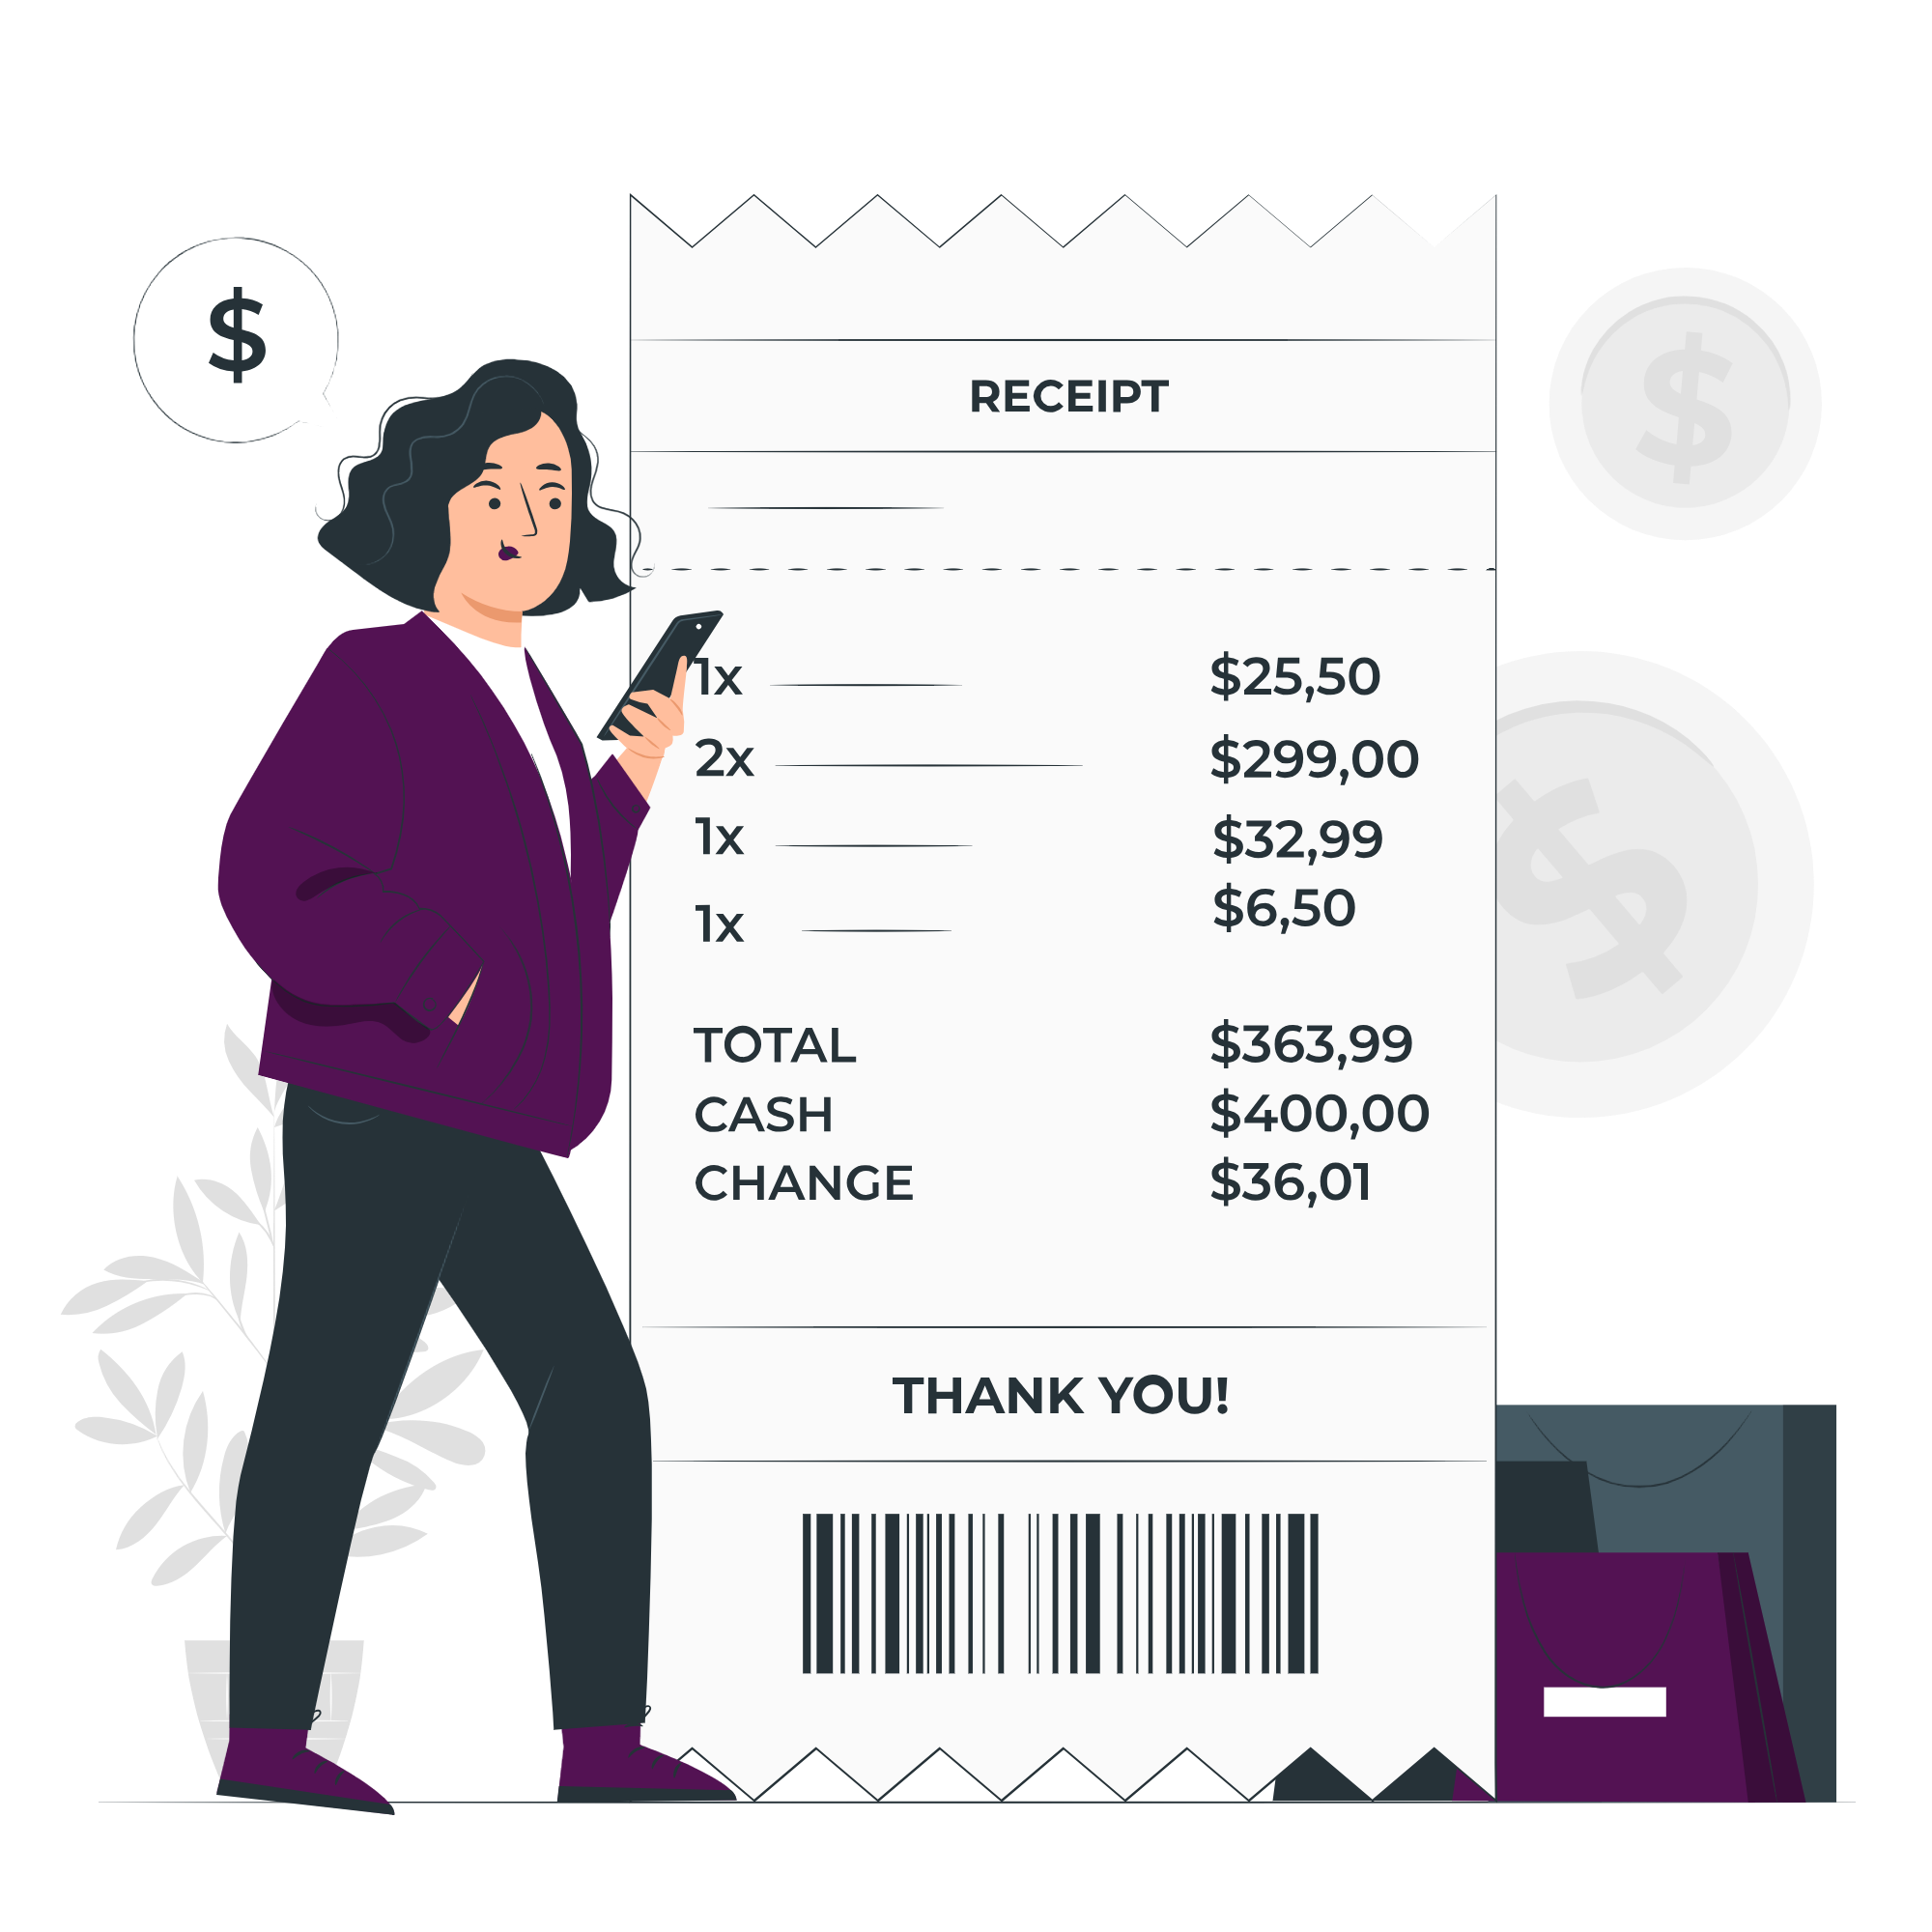 $
RECEIPT
1x $25,50
2x $299,00
1x $32,99
1x $6,50
TOTAL $363,99
CASH $400,00
CHANGE $36,01
THANK YOU!
$
$